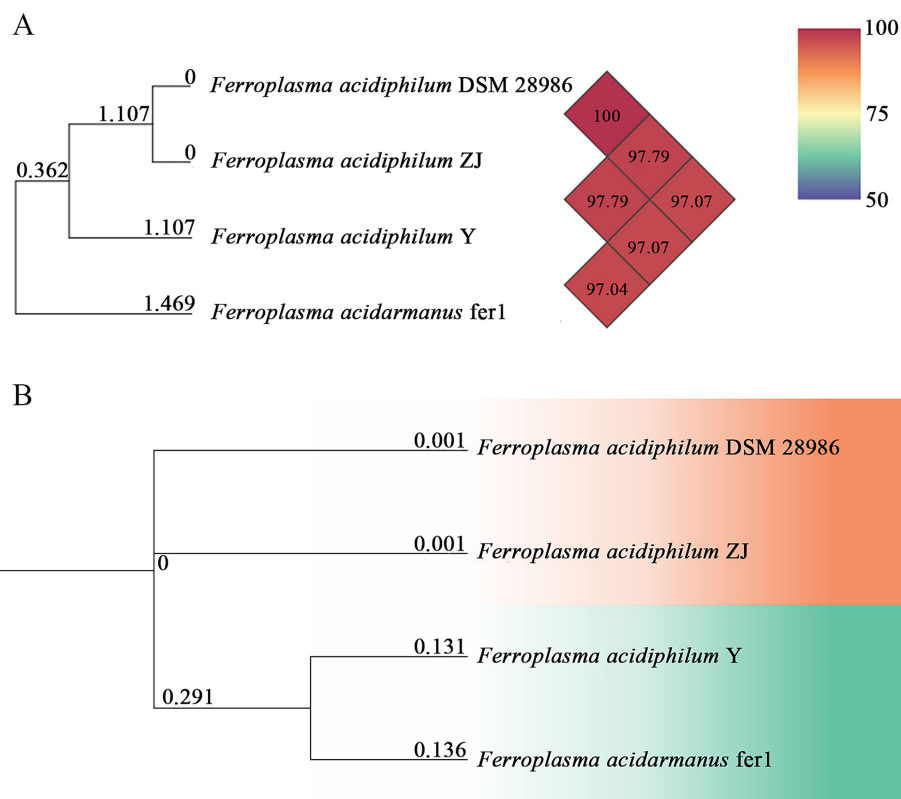 A
100
75
50
0 Ferroplasma acidiphilum DSM 28986
1.107
100
97.79
0 Ferroplasma acidiphilum ZJ
0.362
97.79 97.07
1.107 Ferroplasma acidiphilum Y
97.07
97.04
1.469 Ferroplasma acidarmanus fer1
B
0.001 Ferroplasma acidiphilum DSM 28986
0.001 Ferroplasma acidiphilum ZJ
0
0.131 Ferroplasma acidiphilum Y
0.291
0.136 Ferroplasma acidarmanus fer1